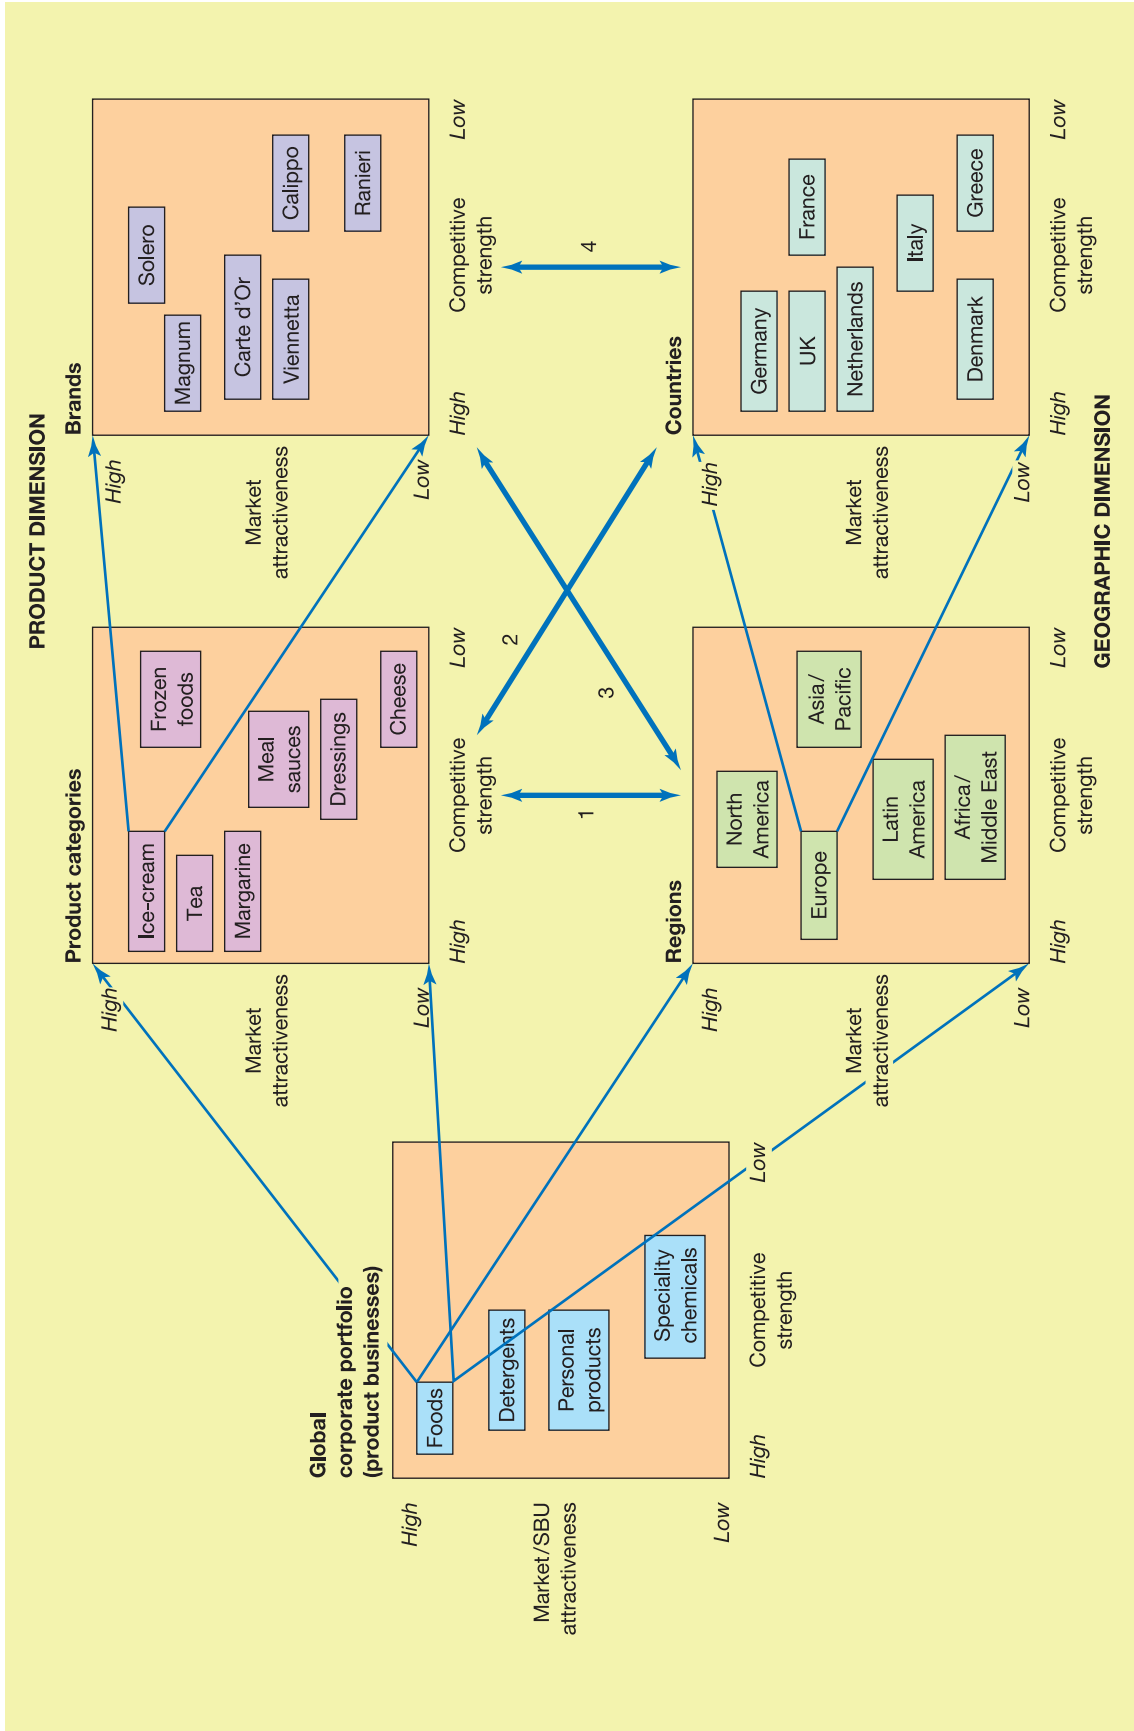 PRODUCT DIMENSION
Global
corporate portfolio
(product businesses)
High
Market/SBU
attractiveness
Low
Foods
Detergents
Personal
products
Speciality
chemicals
High
Competitive
strength
Low
Product categories
High
Market
attractiveness
Low
Ice-cream
Tea
Margarine
Frozen
foods
Meal
sauces
Dressings
Cheese
High
Competitive
strength
Low
Brands
High
Market
attractiveness
Low
Solero
Magnum
Carte d'Or
Viennetta
Calippo
Ranieri
High
Competitive
strength
Low
1
2
3
4
Regions
High
Market
attractiveness
Low
North
America
Europe
Asia/
Pacific
Latin
America
Africa/
Middle East
High
Competitive
strength
Low
Countries
High
Market
attractiveness
Low
Germany
UK
France
Netherlands
Italy
Denmark
Greece
High
Competitive
strength
Low
GEOGRAPHIC DIMENSION